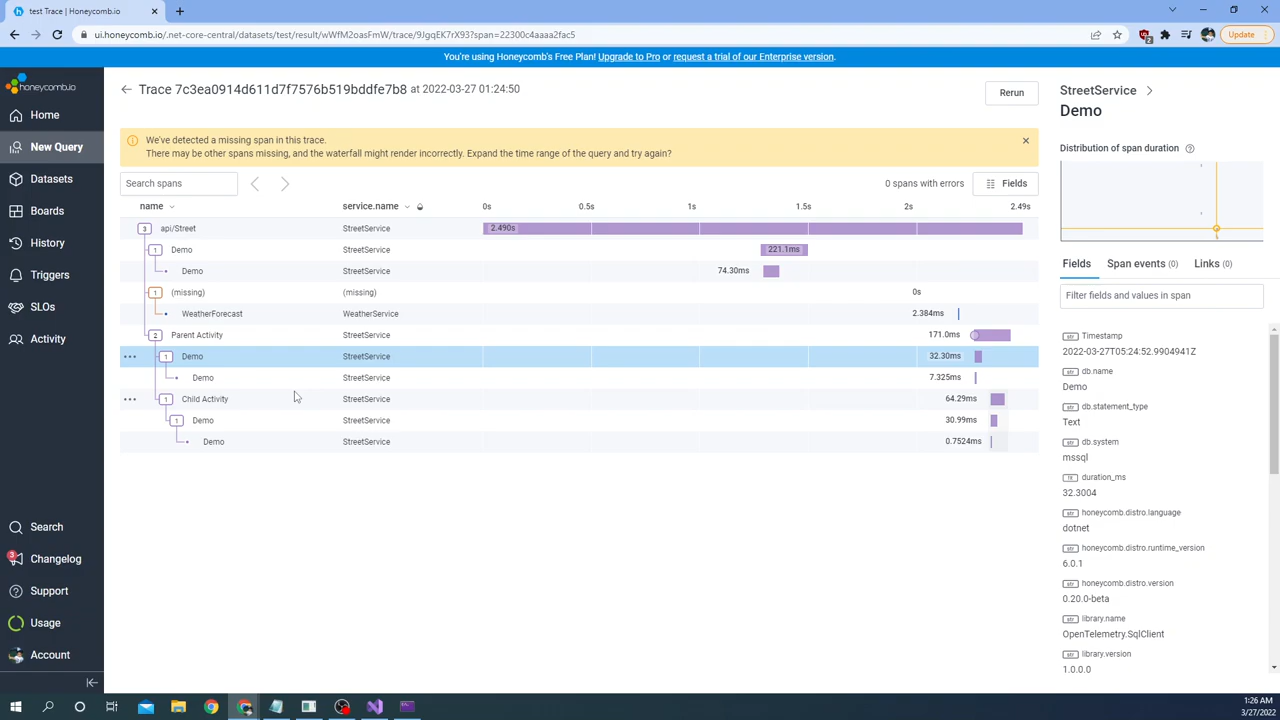 ui.honeycomb.io/.net-core-central/datasets/test/result/wWfM2oasFmW/trace/9JgqEK7rX93?span=22300c4aaaa2fac5
2
Update
You're using Honeycomb's Free Plan! Upgrade to Pro or request a trial of our Enterprise version.
honeycomb.io
Home
New Query
Datasets
Boards
History
Triggers
SLOs
Activity
Search
3
Changelog
Support
Usage
Account
Trace 7c3ea0914d611d7f7576b519bddfe7b8 at 2022-03-27 01:24:50
Rerun
We've detected a missing span in this trace.
There may be other spans missing, and the waterfall might render incorrectly. Expand the time range of the query and try again?
Search spans
0 spans with errors
Fields
name service.name 0s 0.5s 1s 1.5s 2s 2.49s
3 api/Street StreetService 2.490s
1 Demo StreetService 221.1ms
Demo StreetService 74.30ms
1 (missing) (missing) 0s
WeatherForecast WeatherService 2.384ms
2 Parent Activity StreetService 171.0ms
1 Demo StreetService 32.30ms
Demo StreetService 7.325ms
1 Child Activity StreetService 64.29ms
1 Demo StreetService 30.99ms
Demo StreetService 0.7524ms
StreetService
Demo
Distribution of span duration
Fields Span events (0) Links (0)
Filter fields and values in span
str Timestamp
2022-03-27T05:24:52.9904941Z
str db.name
Demo
str db.statement_type
Text
str db.system
mssql
duration_ms
32.3004
str honeycomb.distro.language
dotnet
str honeycomb.distro.runtime_version
6.0.1
str honeycomb.distro.version
0.20.0-beta
str library.name
OpenTelemetry.SqlClient
str library.version
1.0.0.0
1:26 AM
3/27/2022